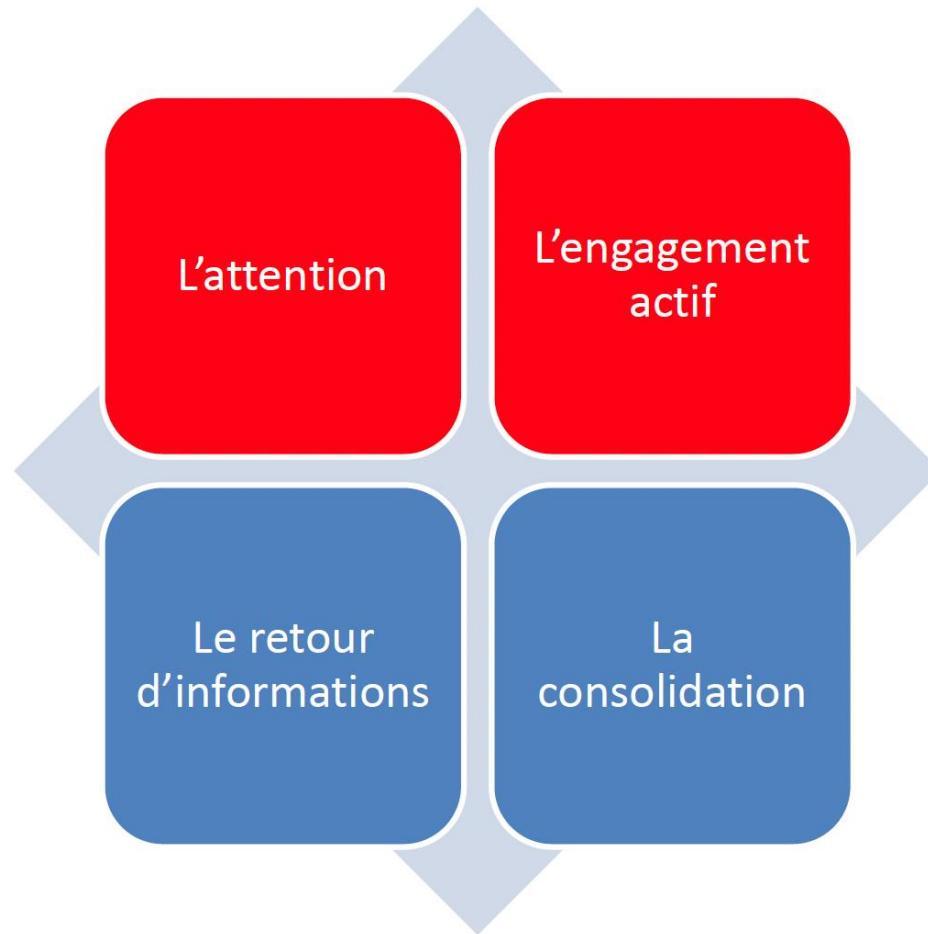 L’attention
L’engagement
actif
Le retour
d’informations
La
consolidation